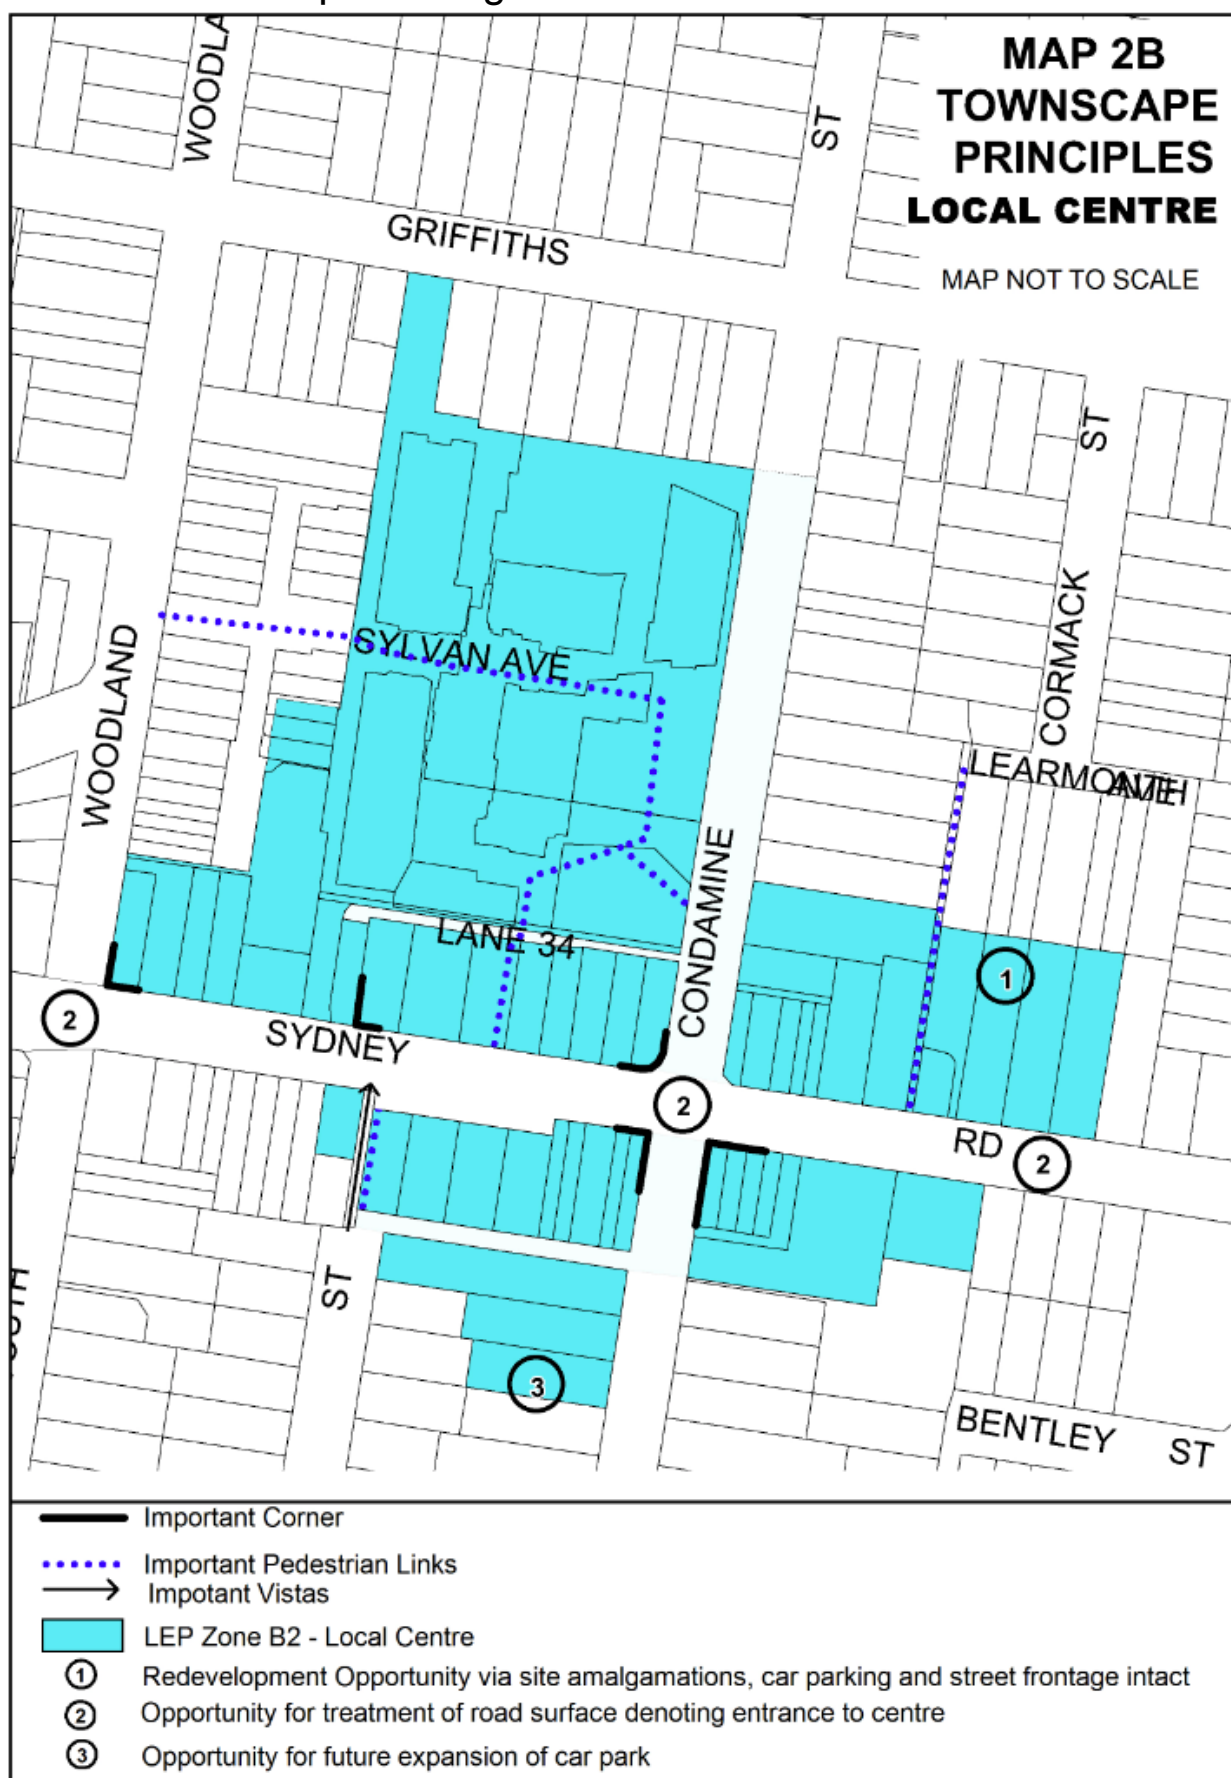 MAP 2B
TOWNSCAPE
PRINCIPLES
LOCAL CENTRE
MAP NOT TO SCALE
WOODLA
ST
GRIFFITHS
ST
CORMACK
SYLVAN AVE
WOODLAND
LEARMONTH
AVE
CONDAMINE
LANE 34
1
2
SYDNEY
2
RD
2
ST
3
BENTLEY
ST
Important Corner
Important Pedestrian Links
Impotant Vistas
LEP Zone B2 - Local Centre
1 Redevelopment Opportunity via site amalgamations, car parking and street frontage intact
2 Opportunity for treatment of road surface denoting entrance to centre
3 Opportunity for future expansion of car park